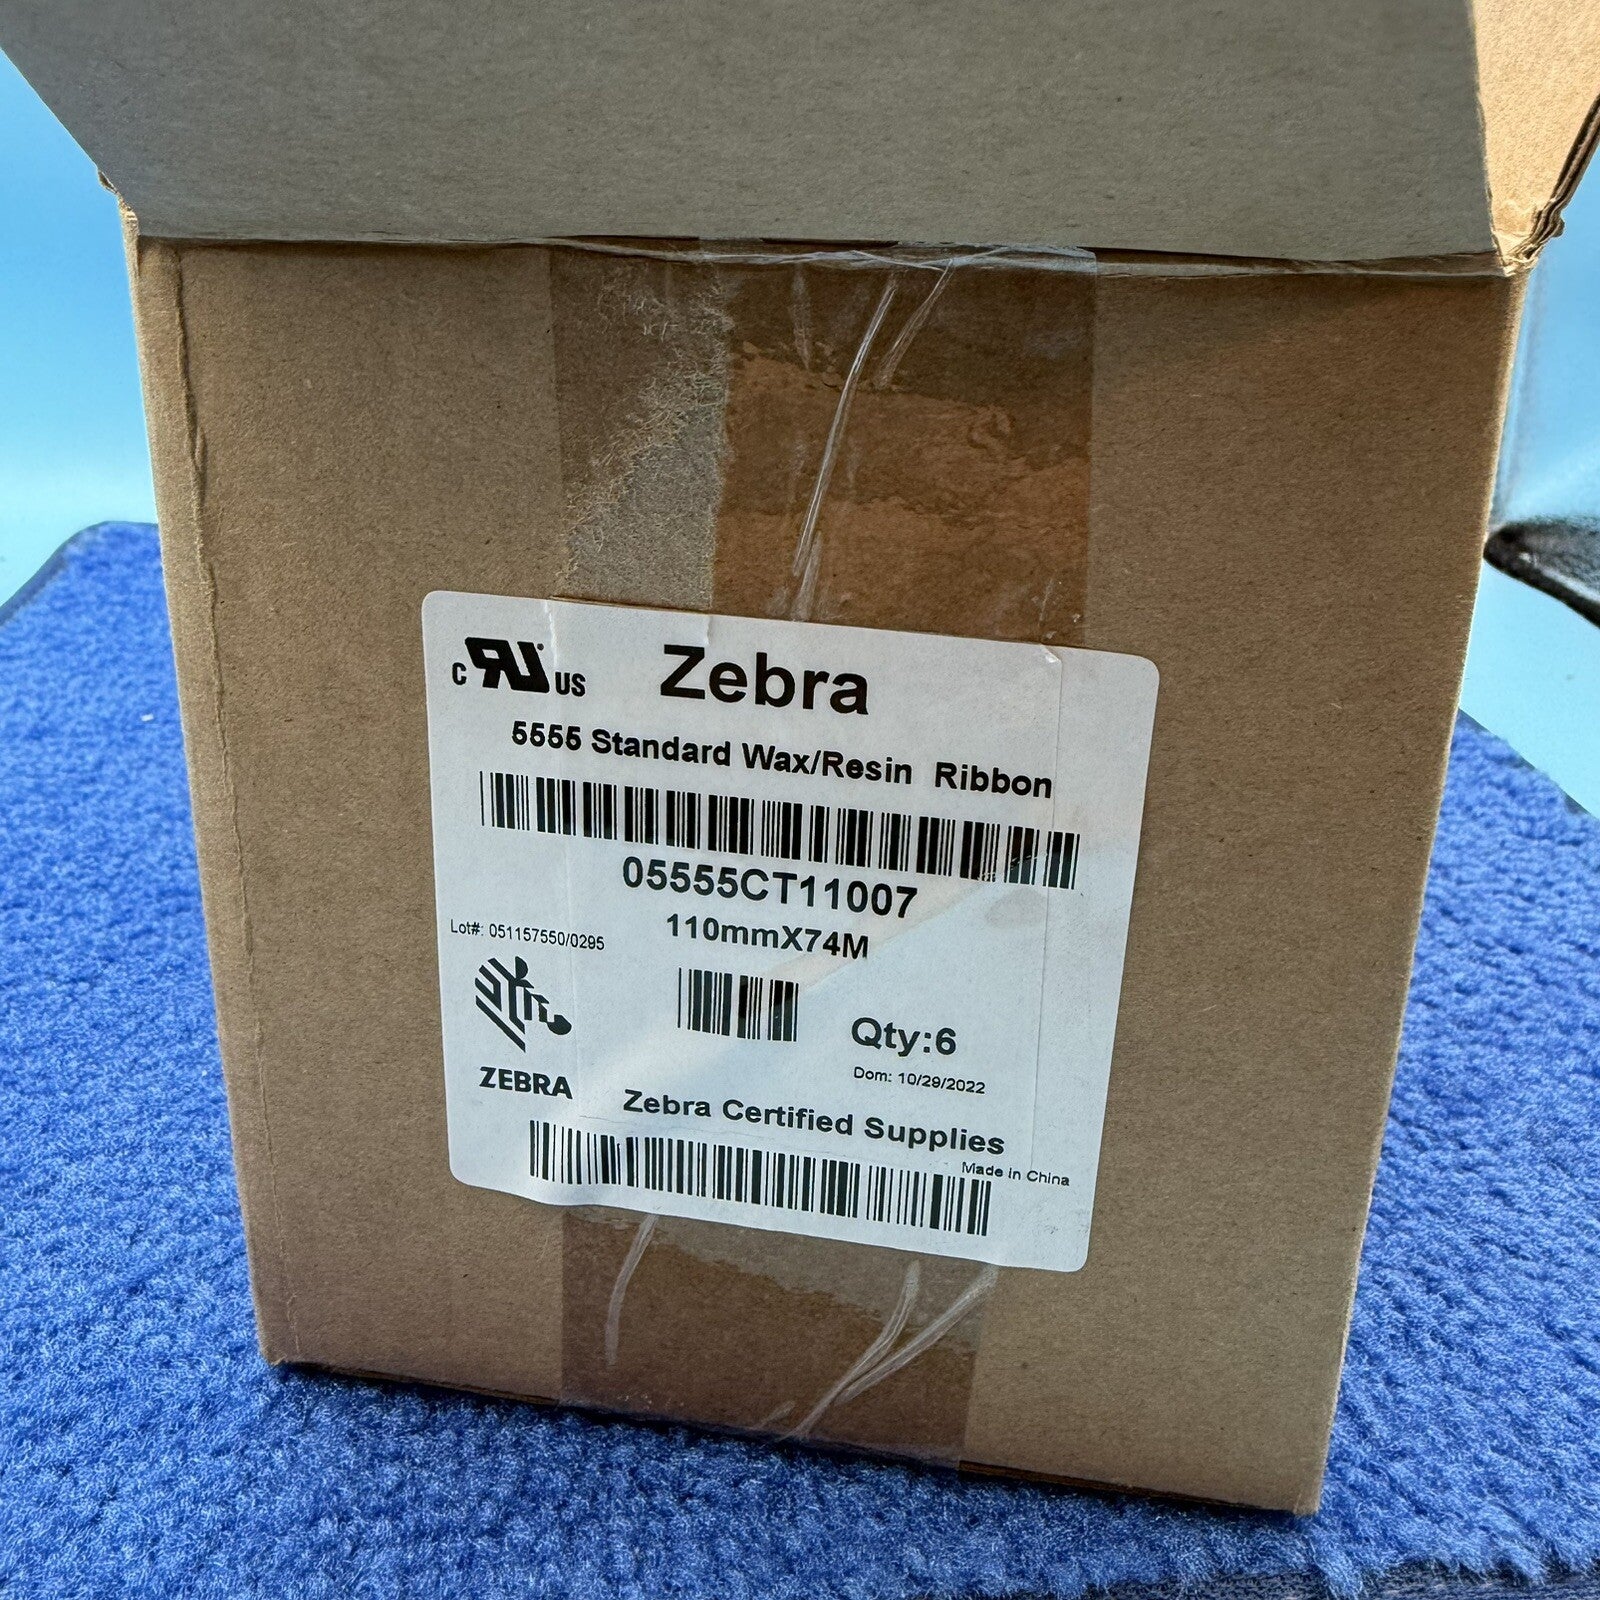 c RU US Zebra
5555 Standard Wax/Resin Ribbon
05555CT11007
110mmX74M
Lot#: 051157550/0295
Qty:6
Dom: 10/29/2022
ZEBRA
Zebra Certified Supplies
Made in China